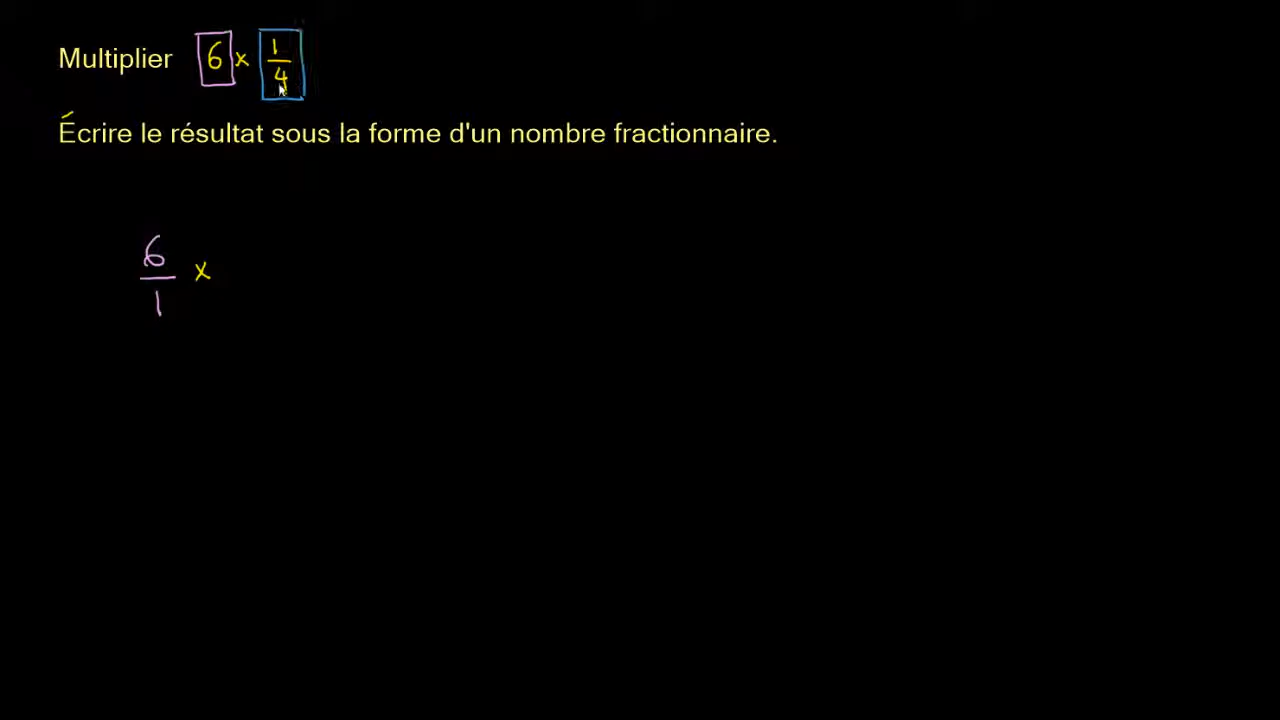 Multiplier 6 x 1/4
Écrire le résultat sous la forme d'un nombre fractionnaire.
6/1 x